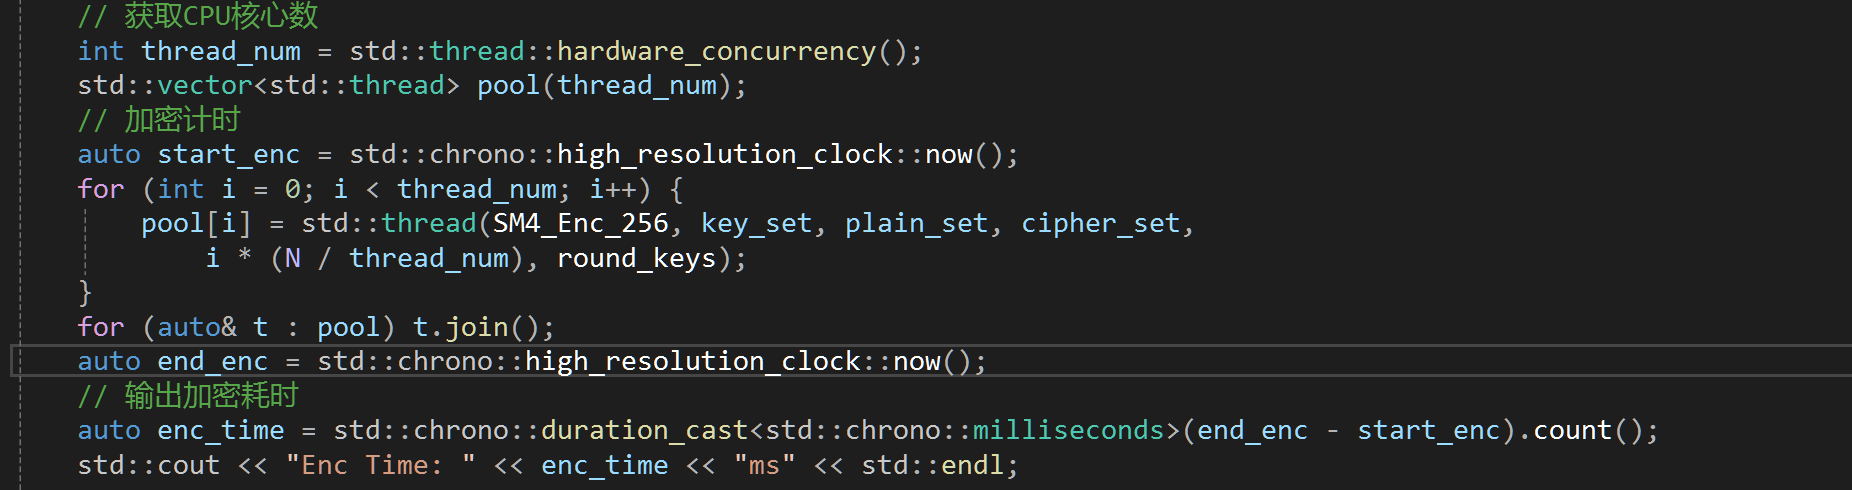 // 获取CPU核心数
int thread_num = std::thread::hardware_concurrency();
std::vector<std::thread> pool(thread_num);
// 加密计时
auto start_enc = std::chrono::high_resolution_clock::now();
for (int i = 0; i < thread_num; i++) {
    pool[i] = std::thread(SM4_Enc_256, key_set, plain_set, cipher_set,
        i * (N / thread_num), round_keys);
}
for (auto& t : pool) t.join();
auto end_enc = std::chrono::high_resolution_clock::now();
// 输出加密耗时
auto enc_time = std::chrono::duration_cast<std::chrono::milliseconds>(end_enc - start_enc).count();
std::cout << "Enc Time: " << enc_time << "ms" << std::endl;